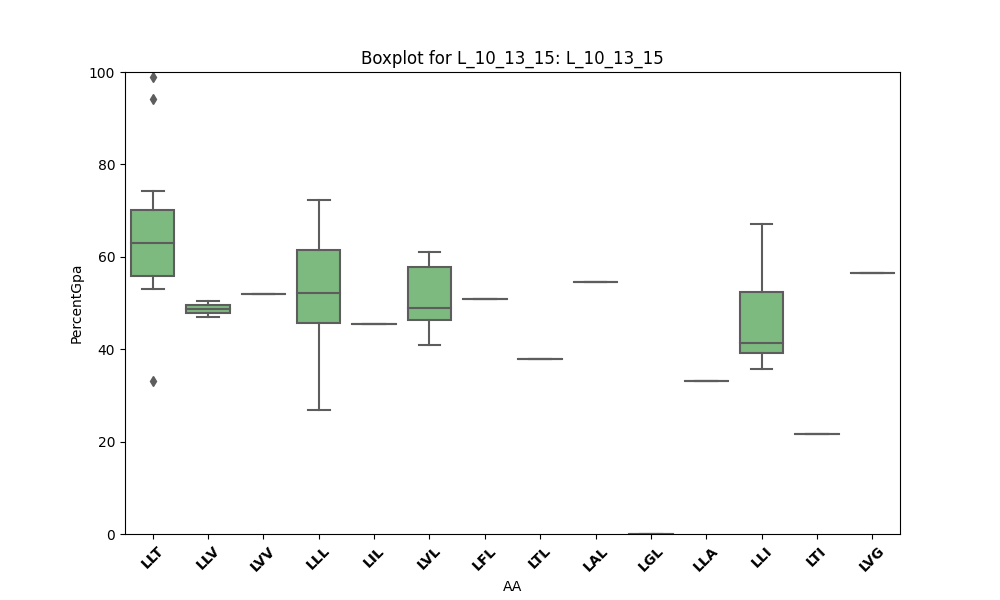 Boxplot for L_10_13_15: L_10_13_15
100
80
60
40
20
0
PercentGpa
LLT LLV LVV LLL LIL LVL LFL LTL LAL LGL LLA LLI LTI LVG
AA